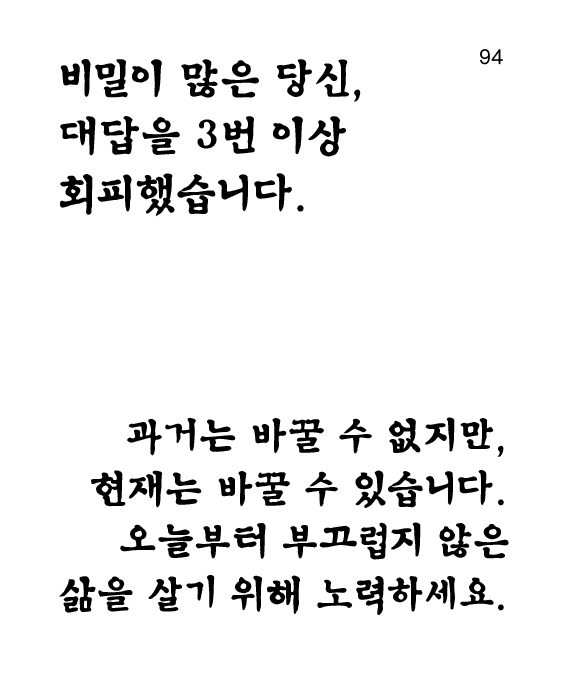 94
비밀이 많은 당신,
대답을 3번 이상
회피했습니다.
과거는 바꿀 수 없지만,
현재는 바꿀 수 있습니다.
오늘부터 부끄럽지 않은
삶을 살기 위해 노력하세요.